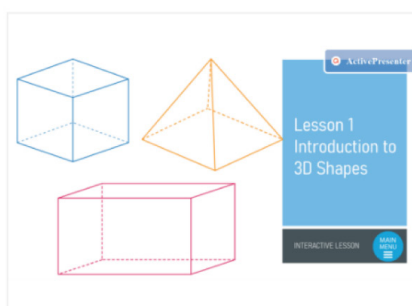 ActivePresenter
Lesson 1
Introduction to
3D Shapes
INTERACTIVE LESSON
MAIN
MENU